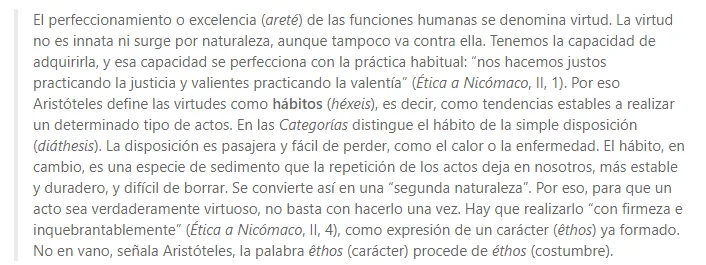 El perfeccionamiento o excelencia (areté) de las funciones humanas se denomina virtud. La virtud
no es innata ni surge por naturaleza, aunque tampoco va contra ella. Tenemos la capacidad de
adquirirla, y esa capacidad se perfecciona con la práctica habitual: “nos hacemos justos
practicando la justicia y valientes practicando la valentía” (Ética a Nicómaco, II, 1). Por eso
Aristóteles define las virtudes como hábitos (héxeis), es decir, como tendencias estables a realizar
un determinado tipo de actos. En las Categorías distingue el hábito de la simple disposición
(diáthesis). La disposición es pasajera y fácil de perder, como el calor o la enfermedad. El hábito, en
cambio, es una especie de sedimento que la repetición de los actos deja en nosotros, más estable
y duradero, y difícil de borrar. Se convierte así en una “segunda naturaleza”. Por eso, para que un
acto sea verdaderamente virtuoso, no basta con hacerlo una vez. Hay que realizarlo “con firmeza e
inquebrantablemente” (Ética a Nicómaco, II, 4), como expresión de un carácter (êthos) ya formado.
No en vano, señala Aristóteles, la palabra êthos (carácter) procede de éthos (costumbre).